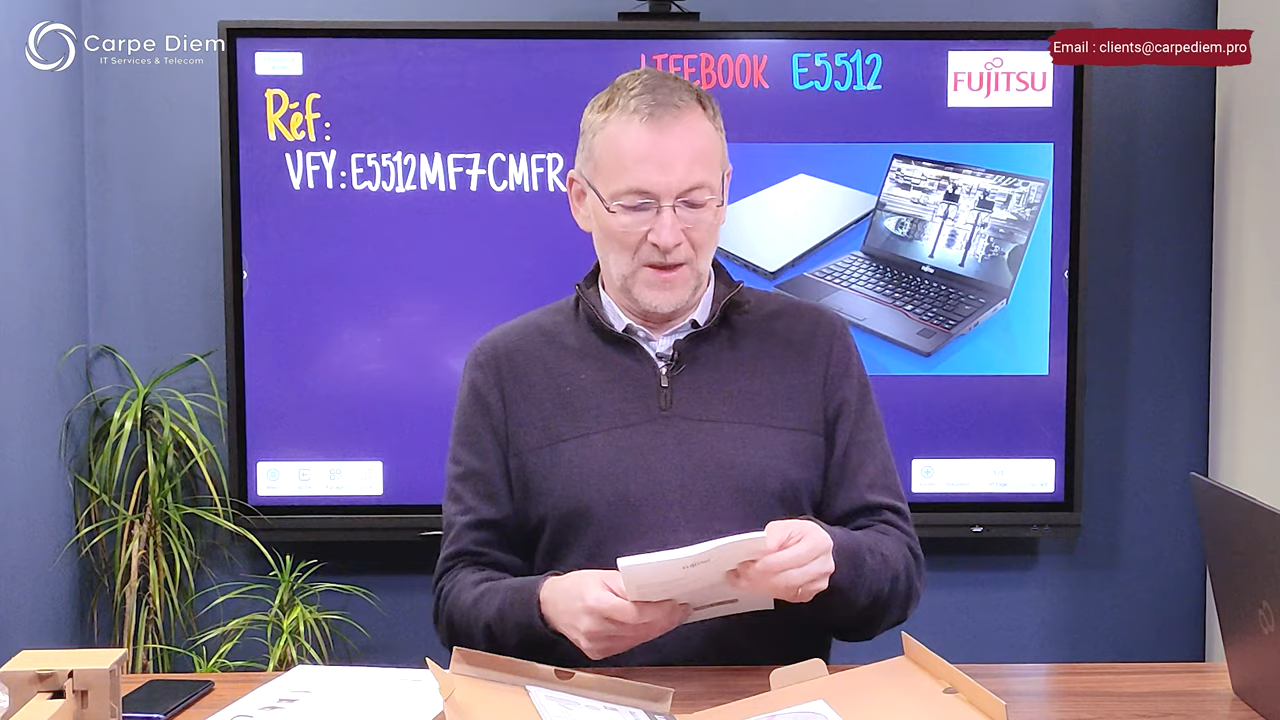 Carpe Diem
IT Services & Telecom
Email : clients@carpediem.pro
LIFEBOOK E5512
FUJITSU
Réf:
VFY:E5512MF7CMFR